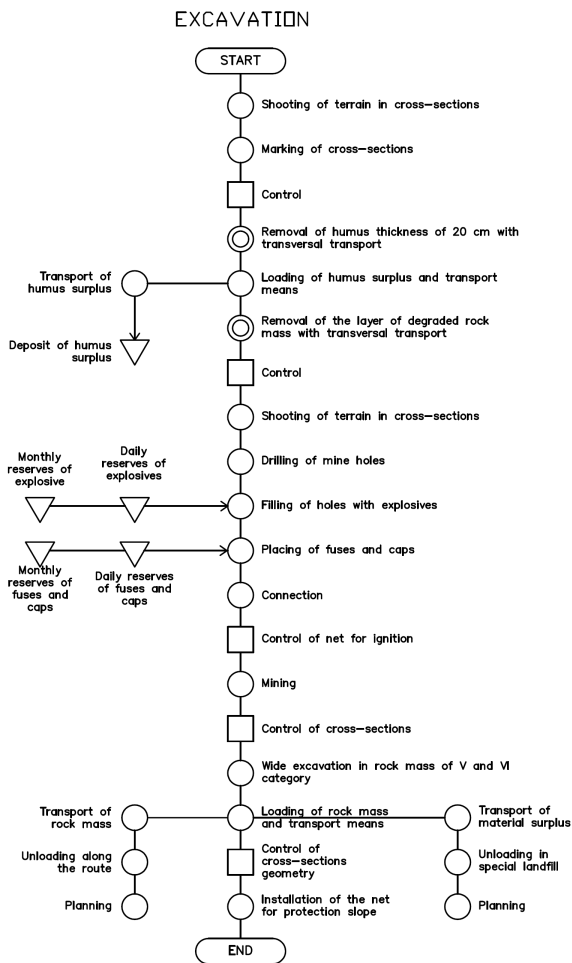 EXCAVATION
START
Shooting of terrain in cross-sections
Marking of cross-sections
Control
Removal of humus thickness of 20 cm with
transversal transport
Transport of
humus surplus
Loading of humus surplus and transport
means
Deposit of humus
surplus
Removal of the layer of degraded rock
mass with transversal transport
Control
Shooting of terrain in cross-sections
Drilling of mine holes
Monthly
reserves of
explosive
Daily
reserves of
explosives
Filling of holes with explosives
Placing of fuses and caps
Monthly
reserves of
fuses and
caps
Daily reserves
of fuses and
caps
Connection
Control of net for ignition
Mining
Control of cross-sections
Wide excavation in rock mass of V and VI
category
Transport of
rock mass
Loading of rock mass
and transport means
Transport of
material surplus
Unloading along
the route
Control of
cross-sections
geometry
Unloading in
special landfill
Planning
Installation of the net
for protection slope
Planning
END